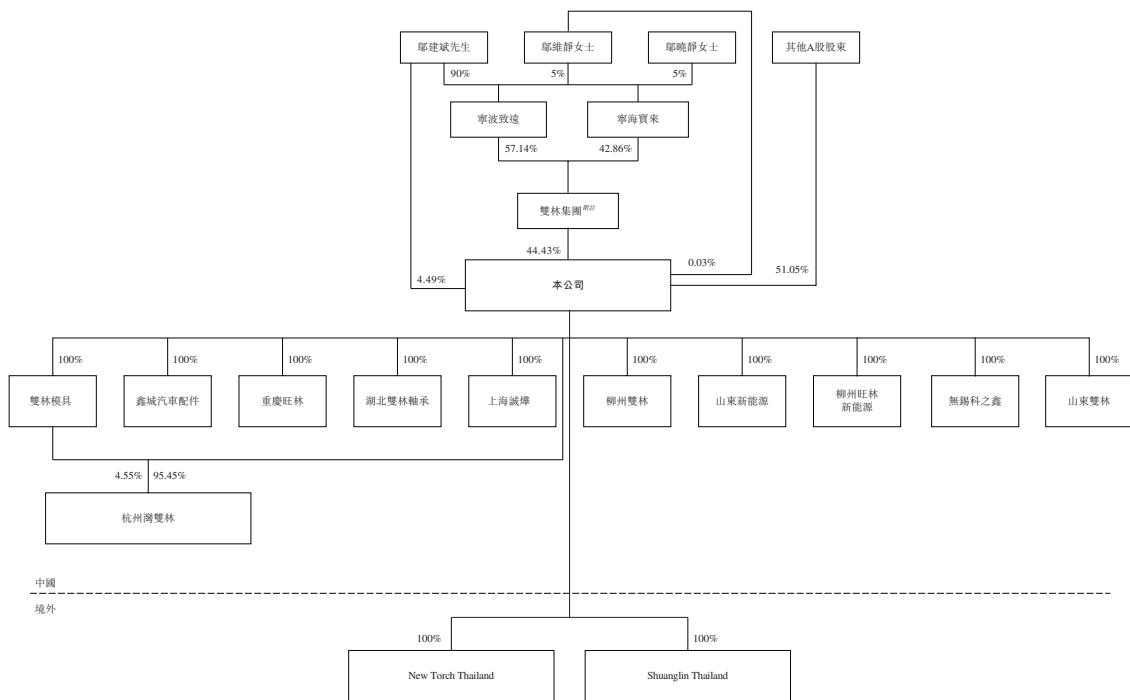 鄔建斌先生
鄔維靜女士
鄔曉靜女士
其他A股股東
90%
5%
5%
寧波致遠
寧海寶來
57.14%
42.86%
雙林集團附註
44.43%
0.03%
51.05%
4.49%
本公司
100%
100%
100%
100%
100%
100%
100%
100%
100%
100%
雙林模具
鑫城汽車配件
重慶旺林
湖北雙林軸承
上海誠燁
柳州雙林
山東新能源
柳州旺林
新能源
無錫科之鑫
山東雙林
4.55%
95.45%
杭州灣雙林
中國
境外
100%
100%
New Torch Thailand
Shuanglin Thailand